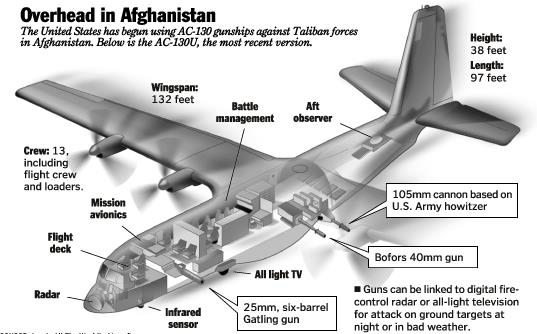 Overhead in Afghanistan
The United States has begun using AC-130 gunships against Taliban forces
in Afghanistan. Below is the AC-130U, the most recent version.
Height:
38 feet
Length:
97 feet
Wingspan:
132 feet
Battle
management
Aft
observer
Crew: 13,
including
flight crew
and loaders.
Mission
avionics
105mm cannon based on
U.S. Army howitzer
Flight
deck
Bofors 40mm gun
All light TV
Radar
Infrared
sensor
25mm, six-barrel
Gatling gun
■ Guns can be linked to digital fire-
control radar or all-light television
for attack on ground targets at
night or in bad weather.